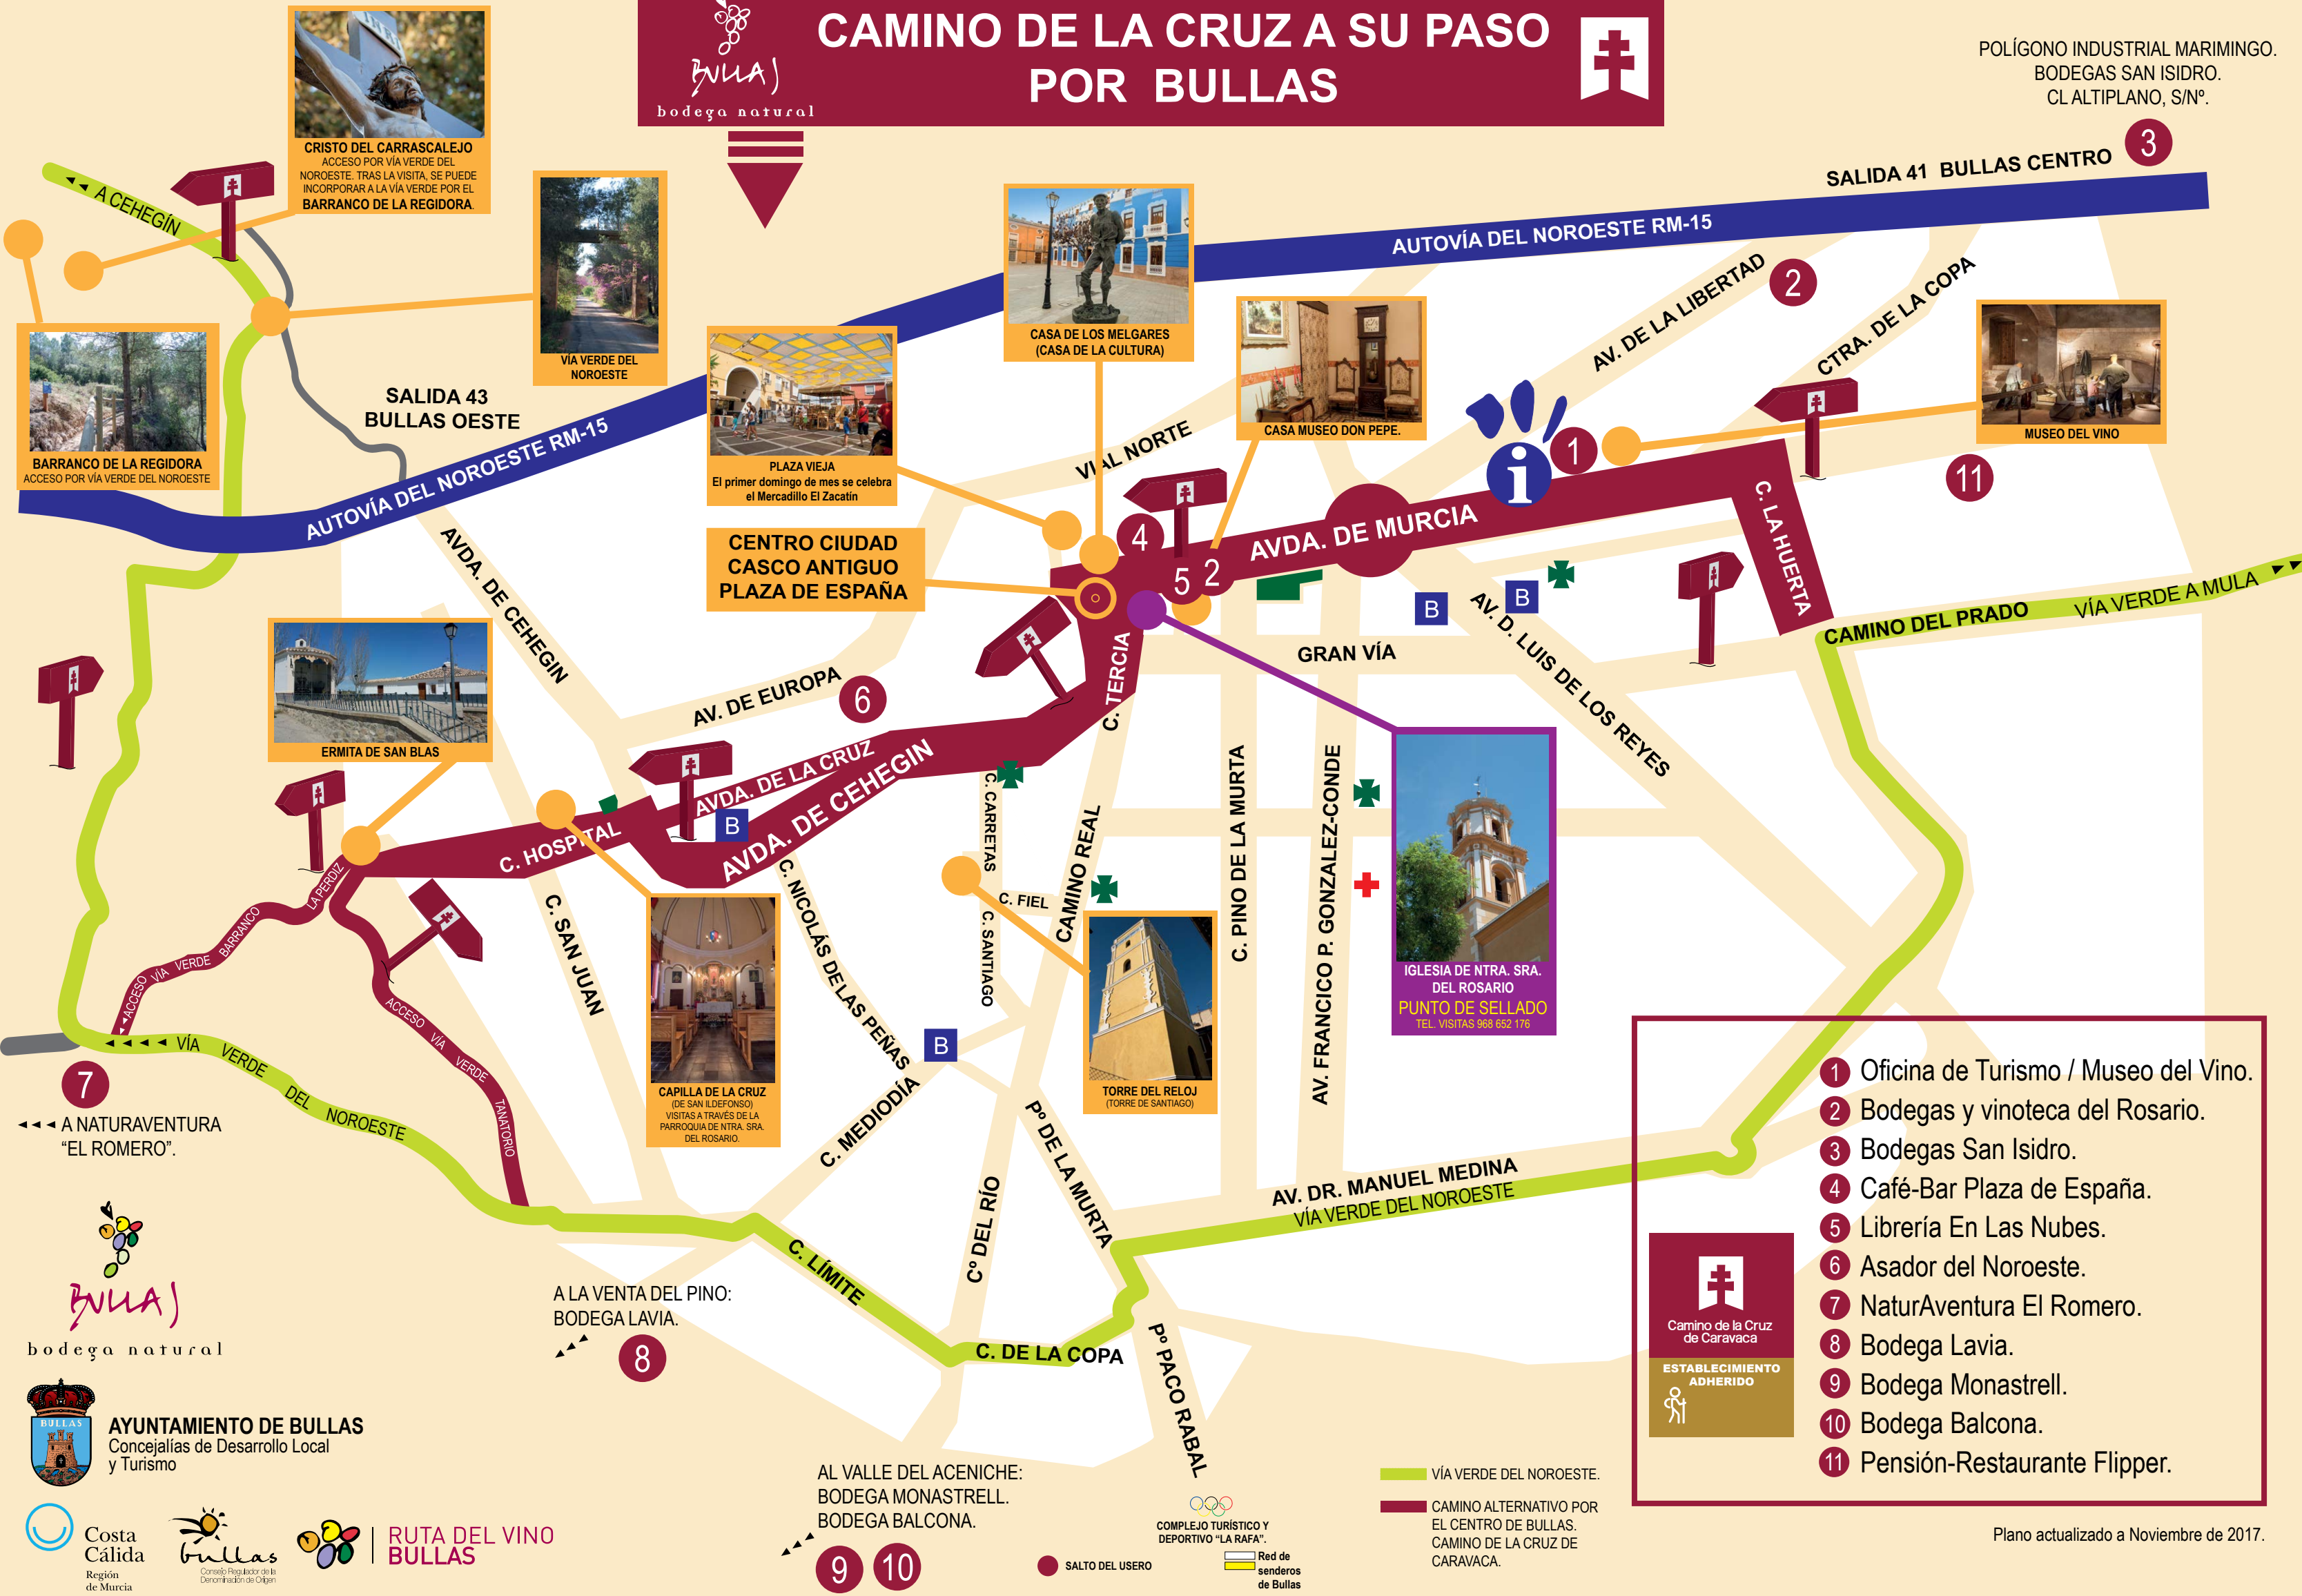 BULLAS
bodega natural
CAMINO DE LA CRUZ A SU PASO
POR BULLAS
POLÍGONO INDUSTRIAL MARIMINGO.
BODEGAS SAN ISIDRO.
CL ALTIPLANO, S/Nº.
3
SALIDA 41 BULLAS CENTRO
AUTOVÍA DEL NOROESTE RM-15
INRI
CRISTO DEL CARRASCALEJO
ACCESO POR VÍA VERDE DEL
NOROESTE. TRAS LA VISITA, SE PUEDE
INCORPORAR A LA VÍA VERDE POR EL
BARRANCO DE LA REGIDORA.
A CEHEGÍN
VÍA VERDE DEL
NOROESTE
BARRANCO DE LA REGIDORA
ACCESO POR VÍA VERDE DEL NOROESTE
SALIDA 43
BULLAS OESTE
AUTOVÍA DEL NOROESTE RM-15
CASA DE LOS MELGARES
(CASA DE LA CULTURA)
PLAZA VIEJA
El primer domingo de mes se celebra
el Mercadillo El Zacatín
CASA MUSEO DON PEPE.
MUSEO DEL VINO
AV. DE LA LIBERTAD
2
CTRA. DE LA COPA
VIAL NORTE
i
1
11
4
5
2
AVDA. DE MURCIA
C. LA HUERTA
CENTRO CIUDAD
CASCO ANTIGUO
PLAZA DE ESPAÑA
AVDA. DE CEHEGIN
B
B
AV. D. LUIS DE LOS REYES
CAMINO DEL PRADO
VÍA VERDE A MULA
GRAN VÍA
C. TERCIA
AV. DE EUROPA
6
ERMITA DE SAN BLAS
AVDA. DE LA CRUZ
AVDA. DE CEHEGIN
B
C. HOSPITAL
C. CARRETAS
CAMINO REAL
C. PINO DE LA MURTA
AV. FRANCICO P. GONZALEZ-CONDE
C. FIEL
C. SANTIAGO
C. NICOLÁS DE LAS PEÑAS
C. SAN JUAN
ACCESO VÍA VERDE BARRANCO LA PERDIZ
ACCESO VÍA VERDE TANATORIO
IGLESIA DE NTRA. SRA.
DEL ROSARIO
PUNTO DE SELLADO
TEL. VISITAS 968 652 176
CAPILLA DE LA CRUZ
(DE SAN ILDEFONSO)
VISITAS A TRAVÉS DE LA
PARROQUIA DE NTRA. SRA.
DEL ROSARIO.
TORRE DEL RELOJ
(TORRE DE SANTIAGO)
B
C. MEDIODÍA
VÍA VERDE DEL NOROESTE
7
A NATURAVENTURA
“EL ROMERO”.
Pº DE LA MURTA
Cº DEL RÍO
AV. DR. MANUEL MEDINA
VÍA VERDE DEL NOROESTE
C. LÍMITE
C. DE LA COPA
Pº PACO RABAL
A LA VENTA DEL PINO:
BODEGA LAVIA.
8
1 Oficina de Turismo / Museo del Vino.
2 Bodegas y vinoteca del Rosario.
3 Bodegas San Isidro.
4 Café-Bar Plaza de España.
5 Librería En Las Nubes.
6 Asador del Noroeste.
7 NaturAventura El Romero.
8 Bodega Lavia.
9 Bodega Monastrell.
10 Bodega Balcona.
11 Pensión-Restaurante Flipper.
Camino de la Cruz
de Caravaca
ESTABLECIMIENTO
ADHERIDO
BULLAS
bodega natural
BULLAS
AYUNTAMIENTO DE BULLAS
Concejalías de Desarrollo Local
y Turismo
Costa
Cálida
Región
de Murcia
bullas
Consejo Regulador de la
Denominación de Origen
RUTA DEL VINO
BULLAS
AL VALLE DEL ACENICHE:
BODEGA MONASTRELL.
BODEGA BALCONA.
9
10
SALTO DEL USERO
COMPLEJO TURÍSTICO Y
DEPORTIVO “LA RAFA”.
Red de
senderos
de Bullas
VÍA VERDE DEL NOROESTE.
CAMINO ALTERNATIVO POR
EL CENTRO DE BULLAS.
CAMINO DE LA CRUZ DE
CARAVACA.
Plano actualizado a Noviembre de 2017.